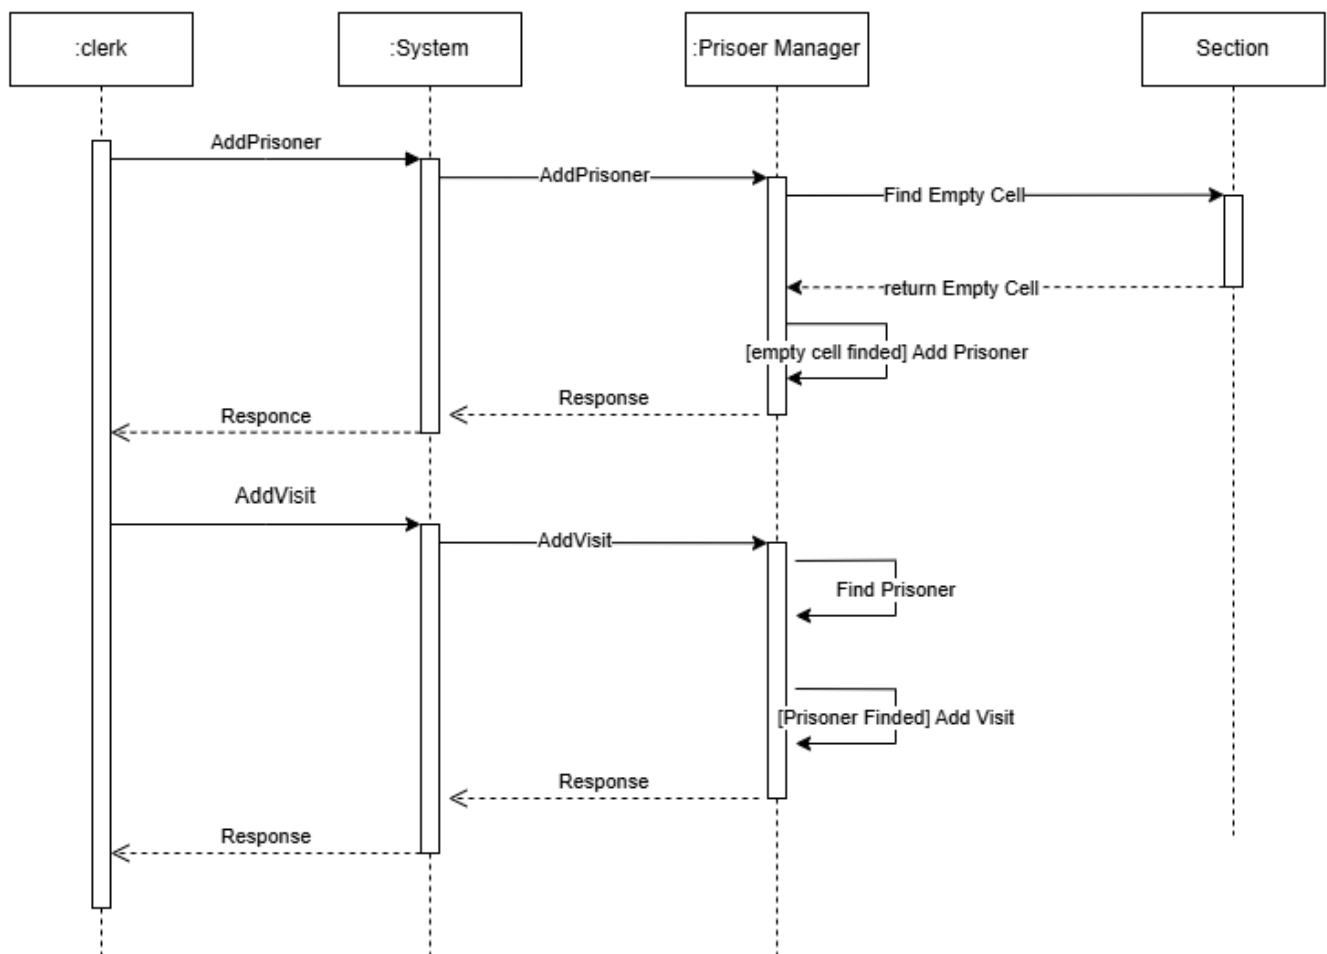 :clerk
:System
:Prisoer Manager
Section
AddPrisoner
AddPrisoner
Find Empty Cell
return Empty Cell
[empty cell finded] Add Prisoner
Response
Responce
AddVisit
AddVisit
Find Prisoner
[Prisoner Finded] Add Visit
Response
Response